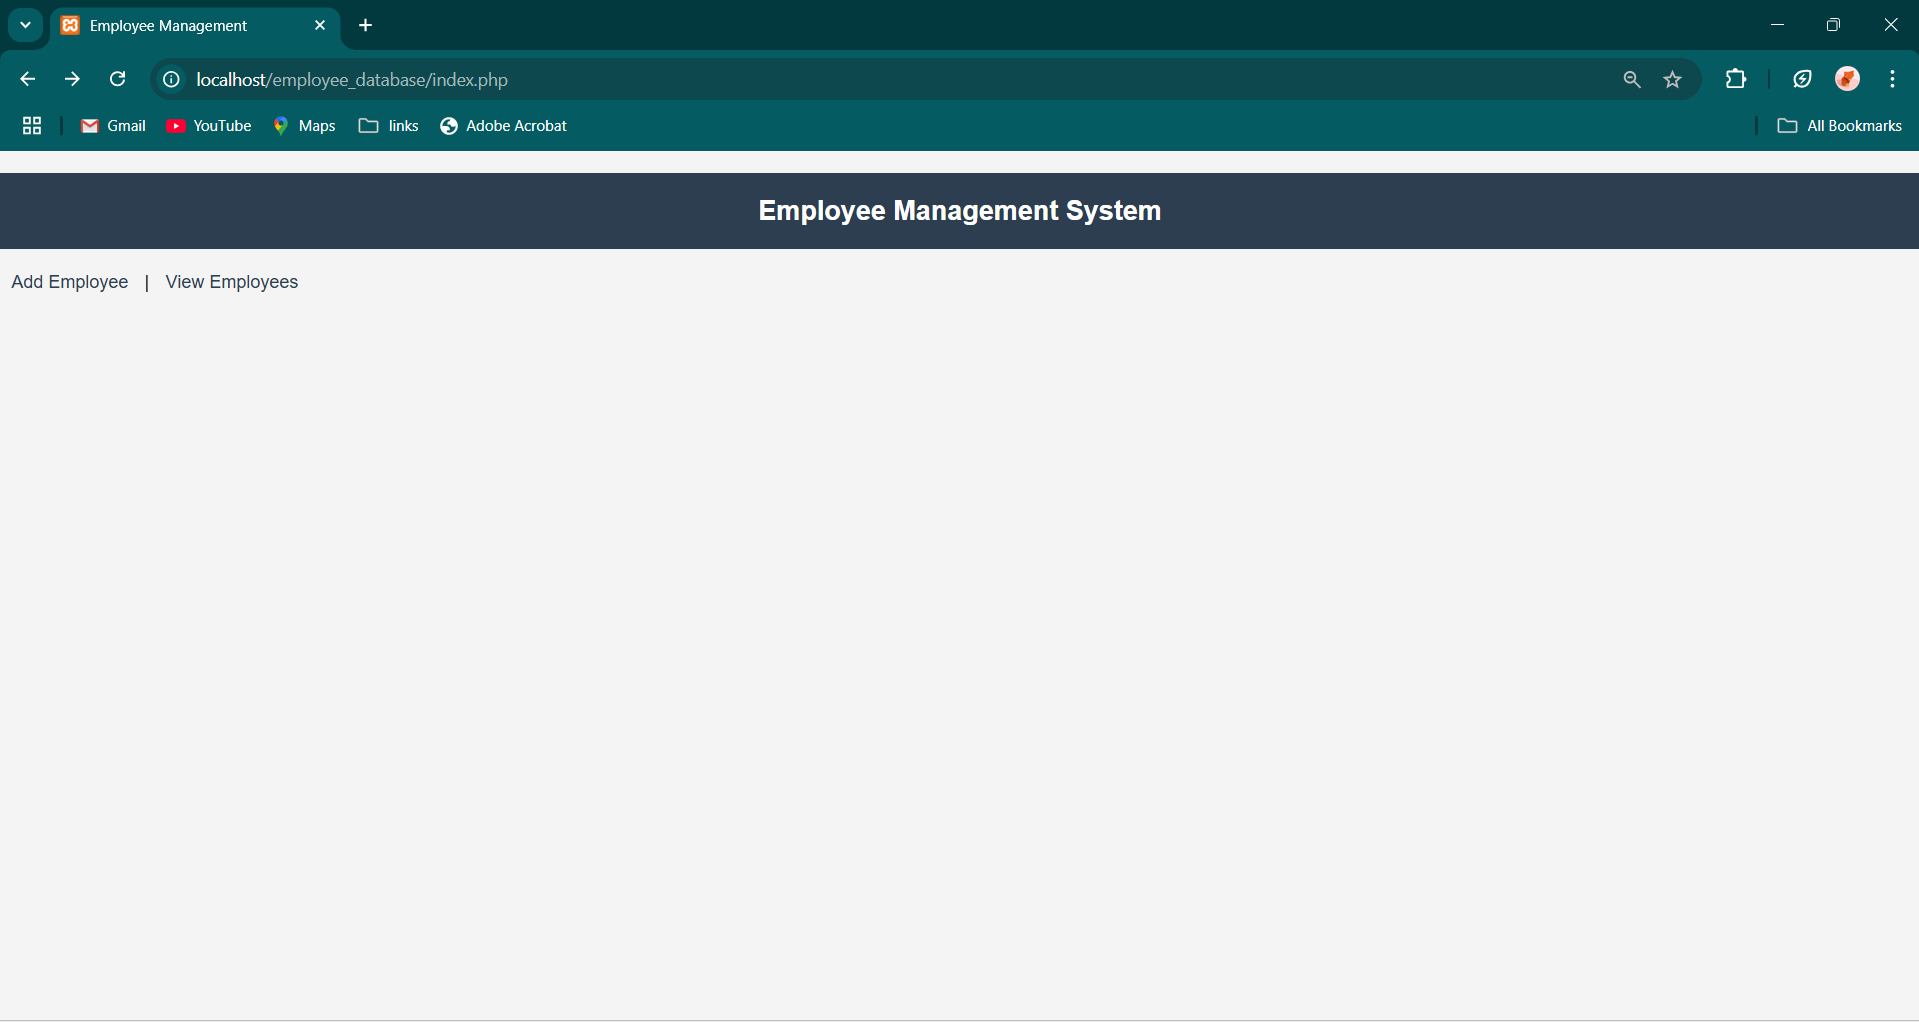 Employee Management
localhost/employee_database/index.php
Gmail YouTube Maps links Adobe Acrobat All Bookmarks
Employee Management System
Add Employee | View Employees